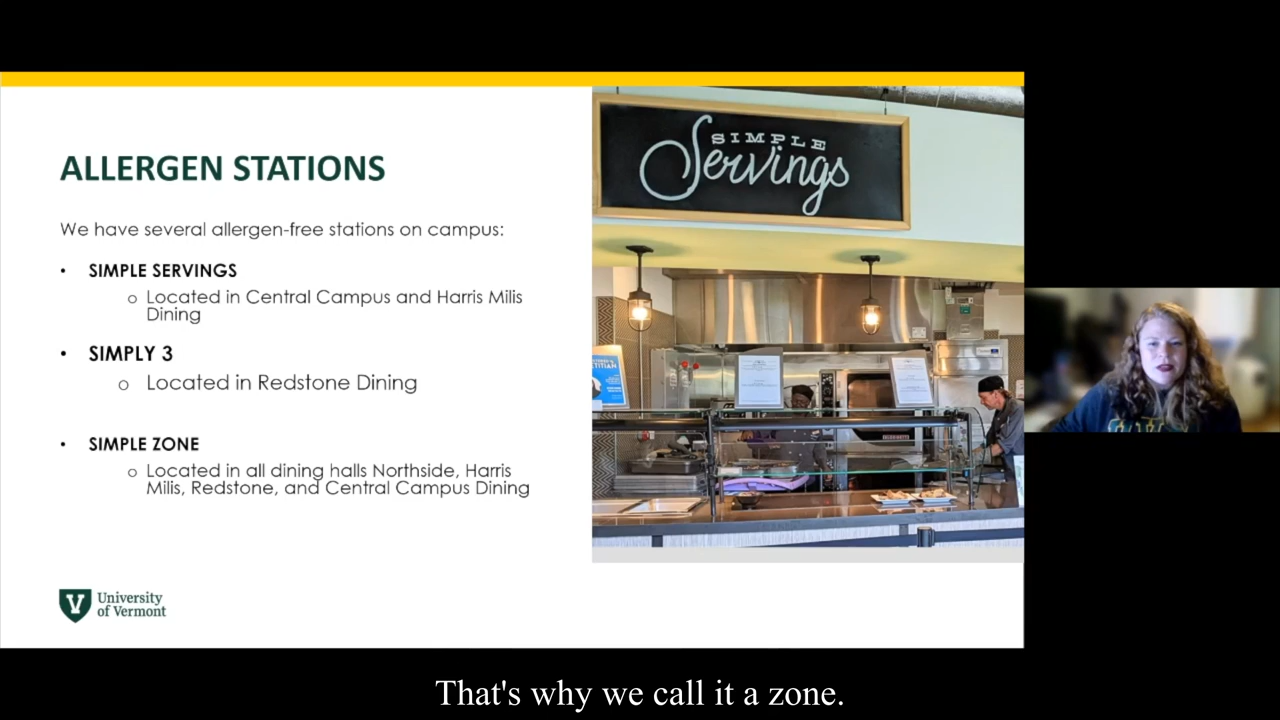 ALLERGEN STATIONS
We have several allergen-free stations on campus:
• SIMPLE SERVINGS
o Located in Central Campus and Harris Milis
Dining
• SIMPLY 3
o Located in Redstone Dining
• SIMPLE ZONE
o Located in all dining halls Northside, Harris
Milis, Redstone, and Central Campus Dining
University
of Vermont
SIMPLE
Servings
That's why we call it a zone.